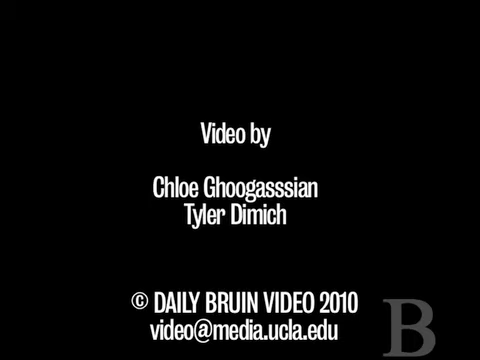 Video by
Chloe Ghoogasssian
Tyler Dimich
© DAILY BRUIN VIDEO 2010
video@media.ucla.edu
B